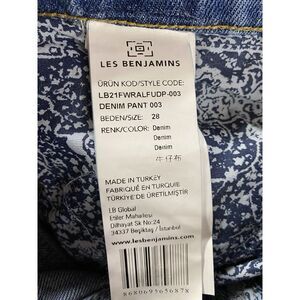 LES BENJAMINS
ÜRÜN KOD/STYLE CODE:
LB21FWRALFUDP-003
DENIM PANT 003
BEDEN/SIZE: 28
RENK/COLOR: Denim
Denim
Denim
牛仔布
MADE IN TURKEY
FABRIQUÉ EN TURQUIE
TÜRKİYE'DE ÜRETİLMİŞTİR
LB Global
Etiler Mahallesi
Dilhayat Sk No:24
34337 Beşiktaş / İstanbul
www.lesbenjamins.com
8680695656878